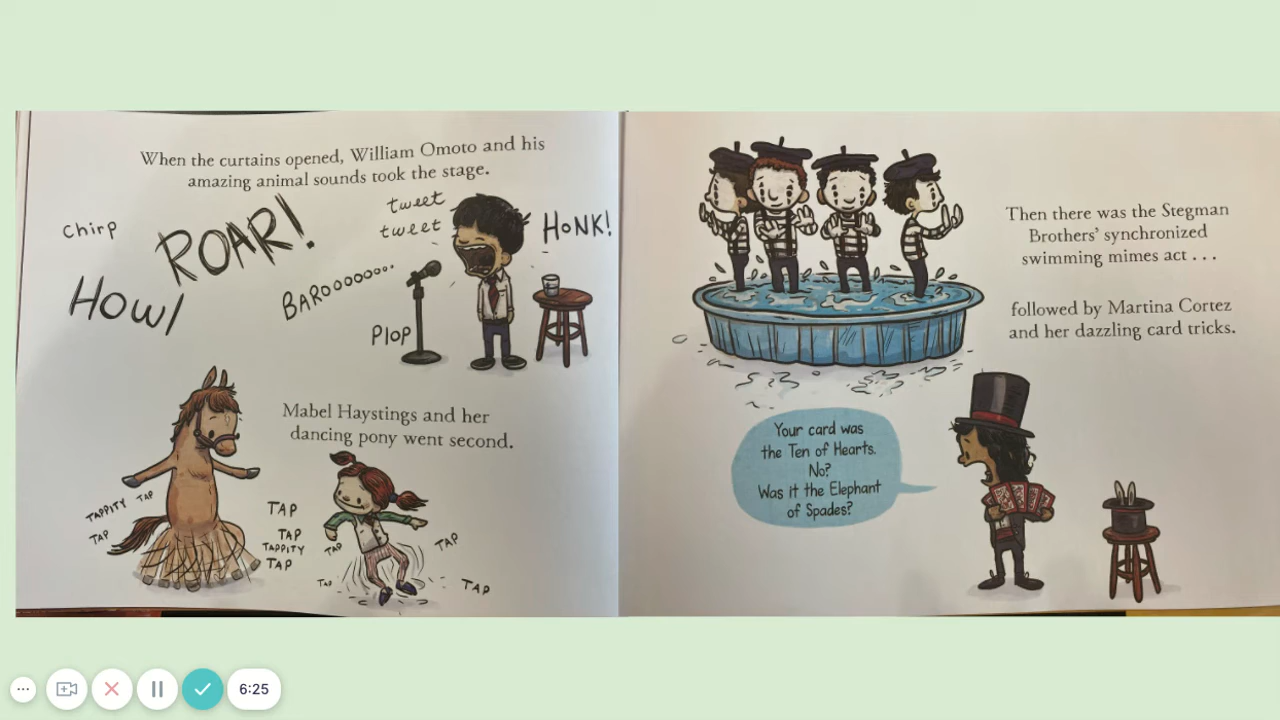 When the curtains opened, William Omoto and his
amazing animal sounds took the stage.
Chirp
ROAR!
tweet
tweet
HONK!
Howl
BAROOOOOOO...
Plop
Mabel Haystings and her
dancing pony went second.
TAPPITY TAP
TAP
TAP
TAP
TAPPITY
TAP
TAP
TAP
TAP
TAP
Then there was the Stegman
Brothers’ synchronized
swimming mimes act . . .
followed by Martina Cortez
and her dazzling card tricks.
Your card was
the Ten of Hearts.
No?
Was it the Elephant
of Spades?
6:25